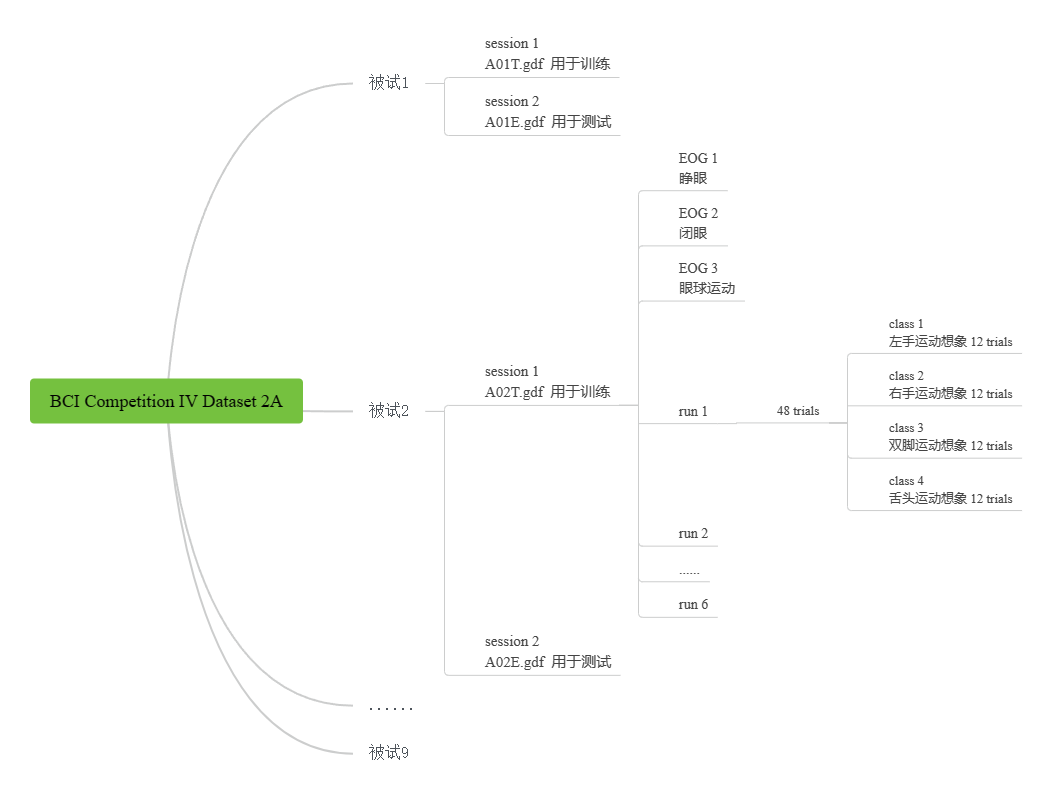 BCI Competition IV Dataset 2A
被试1
session 1
A01T.gdf 用于训练
session 2
A01E.gdf 用于测试
被试2
session 1
A02T.gdf 用于训练
EOG 1
睁眼
EOG 2
闭眼
EOG 3
眼球运动
run 1
48 trials
class 1
左手运动想象 12 trials
class 2
右手运动想象 12 trials
class 3
双脚运动想象 12 trials
class 4
舌头运动想象 12 trials
run 2
......
run 6
session 2
A02E.gdf 用于测试
······
被试9